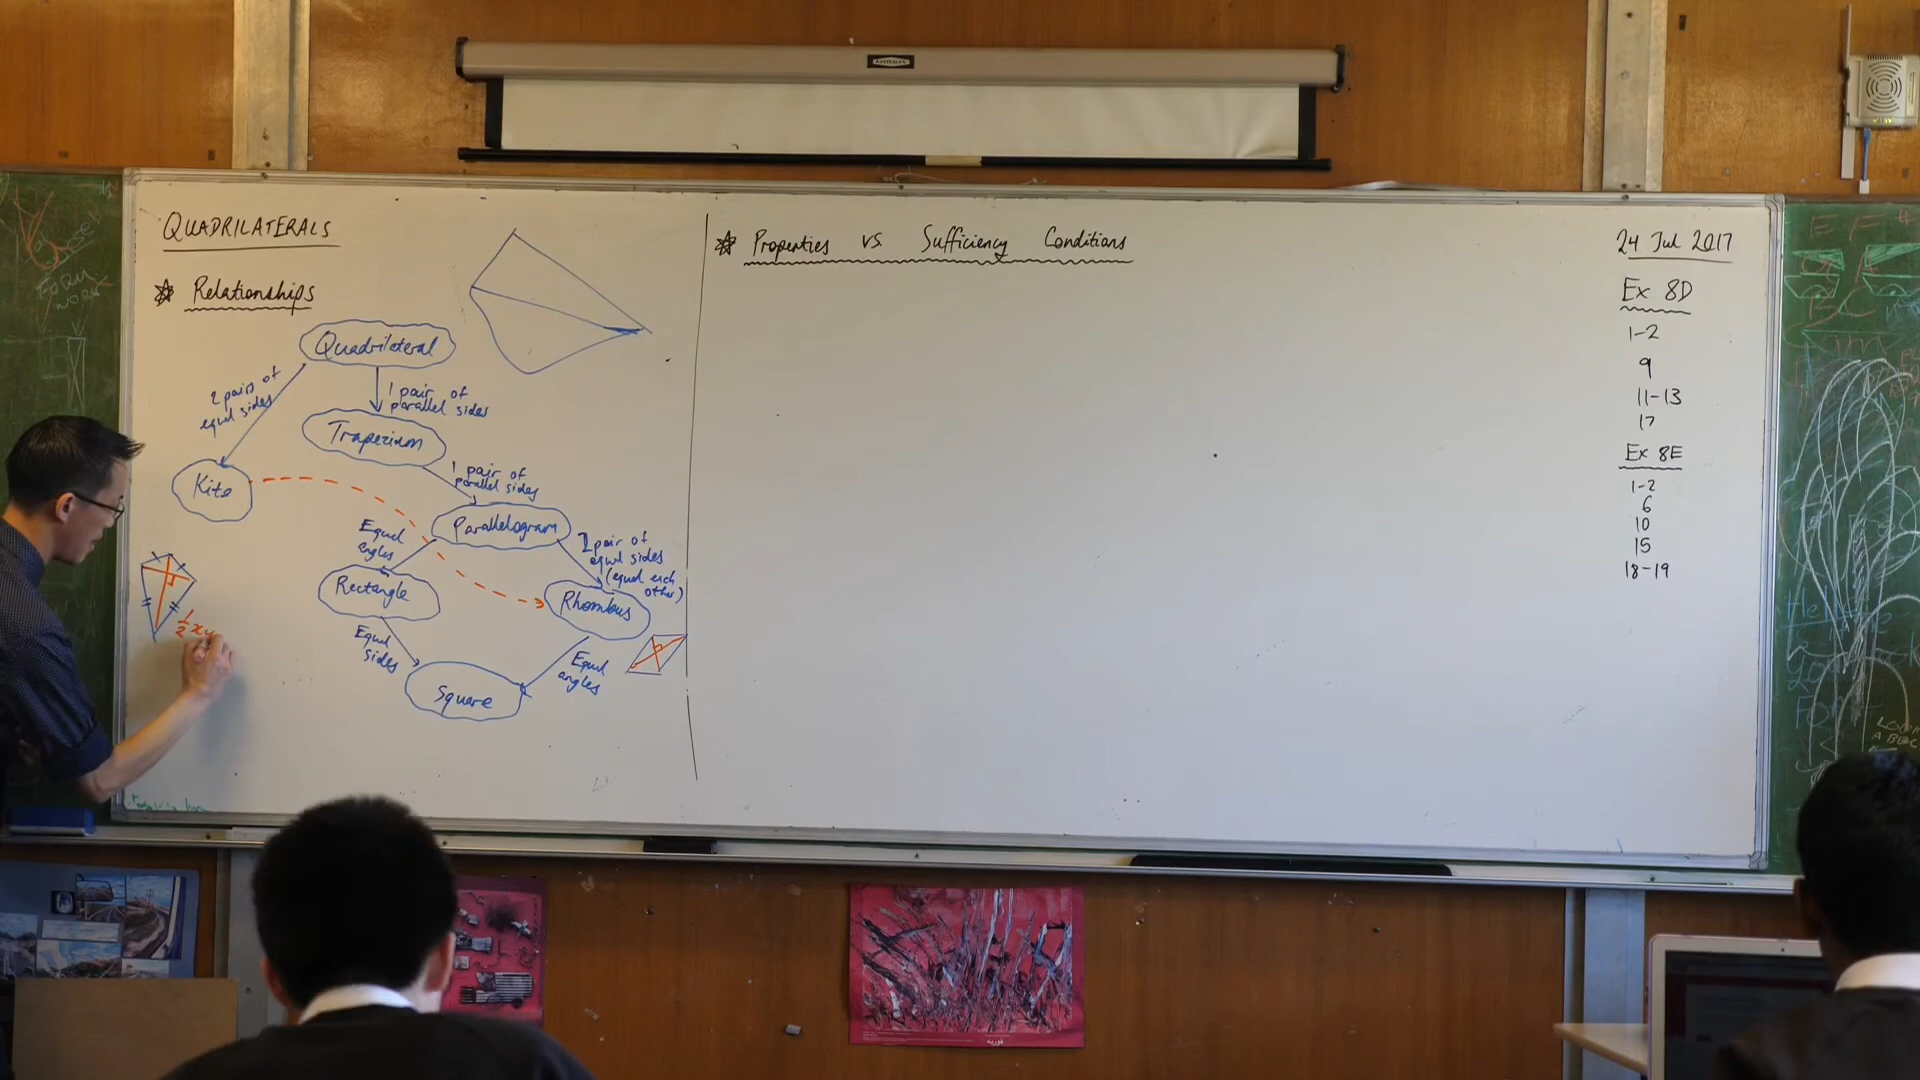 QUADRILATERALS
Relationships
Quadrilateral
2 pairs of
equal sides
1 pair of
parallel sides
Trapezium
Kite
1 pair of
parallel sides
Parallelogram
Equal
angles
2 pair of
equal sides
(equal each
other)
Rectangle
Rhombus
½xy
Equal
sides
Equal
angles
Square
Properties vs. Sufficiency Conditions
24 Jul 2017
Ex 8D
1-2
9
11-13
17
Ex 8E
1-2
6
10
15
18-19